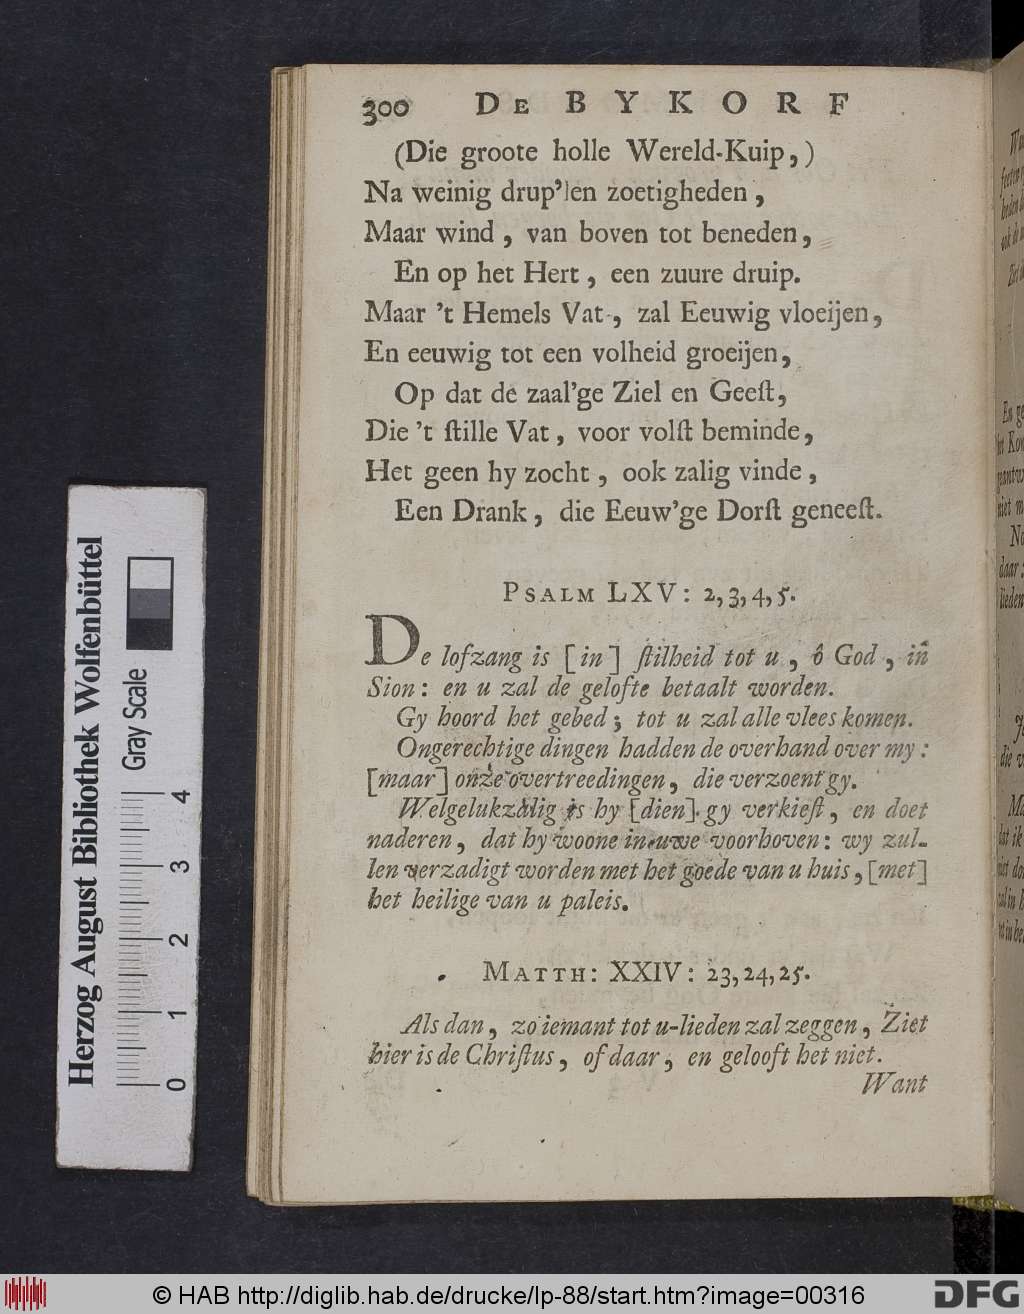 300 DE BYKORF
(Die groote holle Wereld-Kuip,)
Na weinig drup'len zoetigheden,
Maar wind, van boven tot beneden,
En op het Hert, een zuure druip.
Maar 't Hemels Vat, zal Eeuwig vloeijen,
En eeuwig tot een volheid groeijen,
Op dat de zaal'ge Ziel en Geeſt,
Die 't ſtille Vat, voor volſt beminde,
Het geen hy zocht, ook zalig vinde,
Een Drank, die Eeuw'ge Dorſt geneeſt.
PSALM LXV: 2,3,4,5.
De lofzang is [in] ſtilheid tot u, ô God, in
Sion: en u zal de gelofte betaalt worden.
Gy hoord het gebed; tot u zal alle vlees komen.
Ongerechtige dingen hadden de overhand over my:
[maar] onze overtreedingen, die verzoent gy.
Welgelukzalig is hy [dien] gy verkieſt, en doet
naderen, dat hy woone in uwe voorhoven: wy zul-
len verzadigt worden met het goede van u huis, [met]
het heilige van u paleis.
MATTH: XXIV: 23,24,25.
Als dan, zo iemant tot u-lieden zal zeggen, Ziet
hier is de Chriſtus, of daar, en gelooft het niet.
Want
Herzog August Bibliothek Wolfenbüttel
Gray Scale
0 1 2 3 4
© HAB http://diglib.hab.de/drucke/lp-88/start.htm?image=00316
DFG